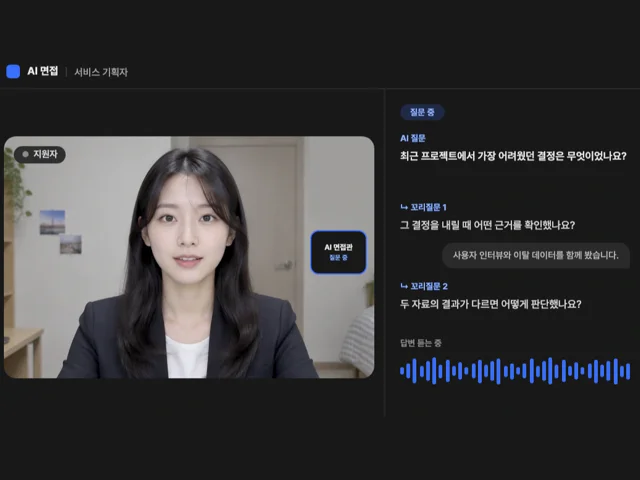 AI 면접 | 서비스 기획자
지원자
AI 면접관
질문 중
질문 중
AI 질문
최근 프로젝트에서 가장 어려웠던 결정은 무엇이었나요?
↳ 꼬리질문 1
그 결정을 내릴 때 어떤 근거를 확인했나요?
사용자 인터뷰와 이탈 데이터를 함께 봤습니다.
↳ 꼬리질문 2
두 자료의 결과가 다르면 어떻게 판단했나요?
답변 듣는 중